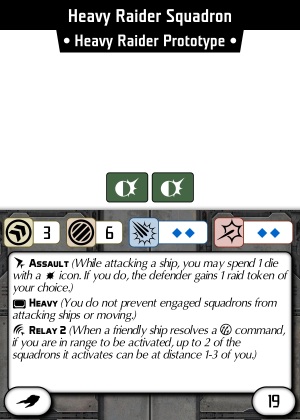 Heavy Raider Squadron
• Heavy Raider Prototype •
3 6
ASSAULT (While attacking a ship, you may spend 1 die
with a icon. If you do, the defender gains 1 raid token of
your choice.)
HEAVY (You do not prevent engaged squadrons from
attacking ships or moving.)
RELAY 2 (When a friendly ship resolves a command,
if you are in range to be activated, up to 2 of the
squadrons it activates can be at distance 1-3 of you.)
19